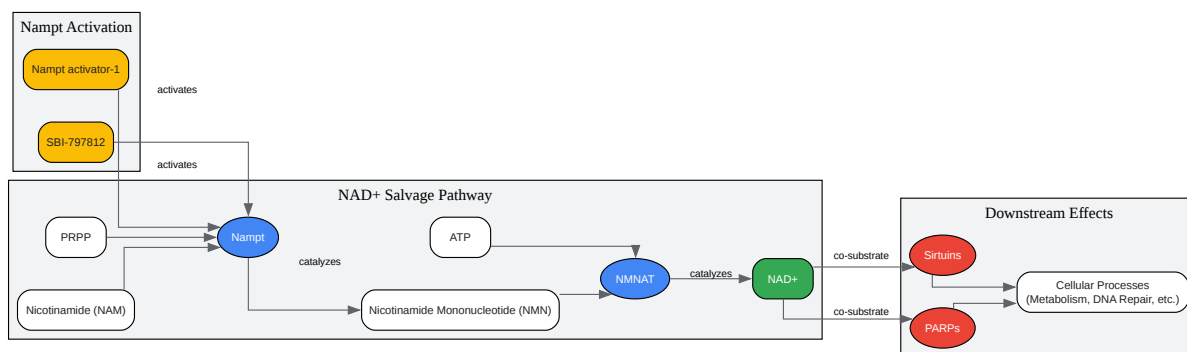 Nampt Activation
Nampt activator-1
activates
SBI-797812
activates
NAD+ Salvage Pathway
PRPP
Nampt
ATP
catalyzes
Nicotinamide (NAM)
Nicotinamide Mononucleotide (NMN)
NMNAT
catalyzes
NAD+
co-substrate
co-substrate
Downstream Effects
Sirtuins
PARPs
Cellular Processes
(Metabolism, DNA Repair, etc.)